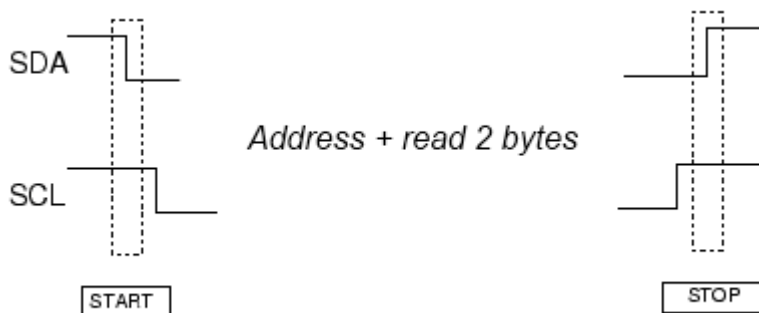 SDA
Address + read 2 bytes
SCL
START
STOP